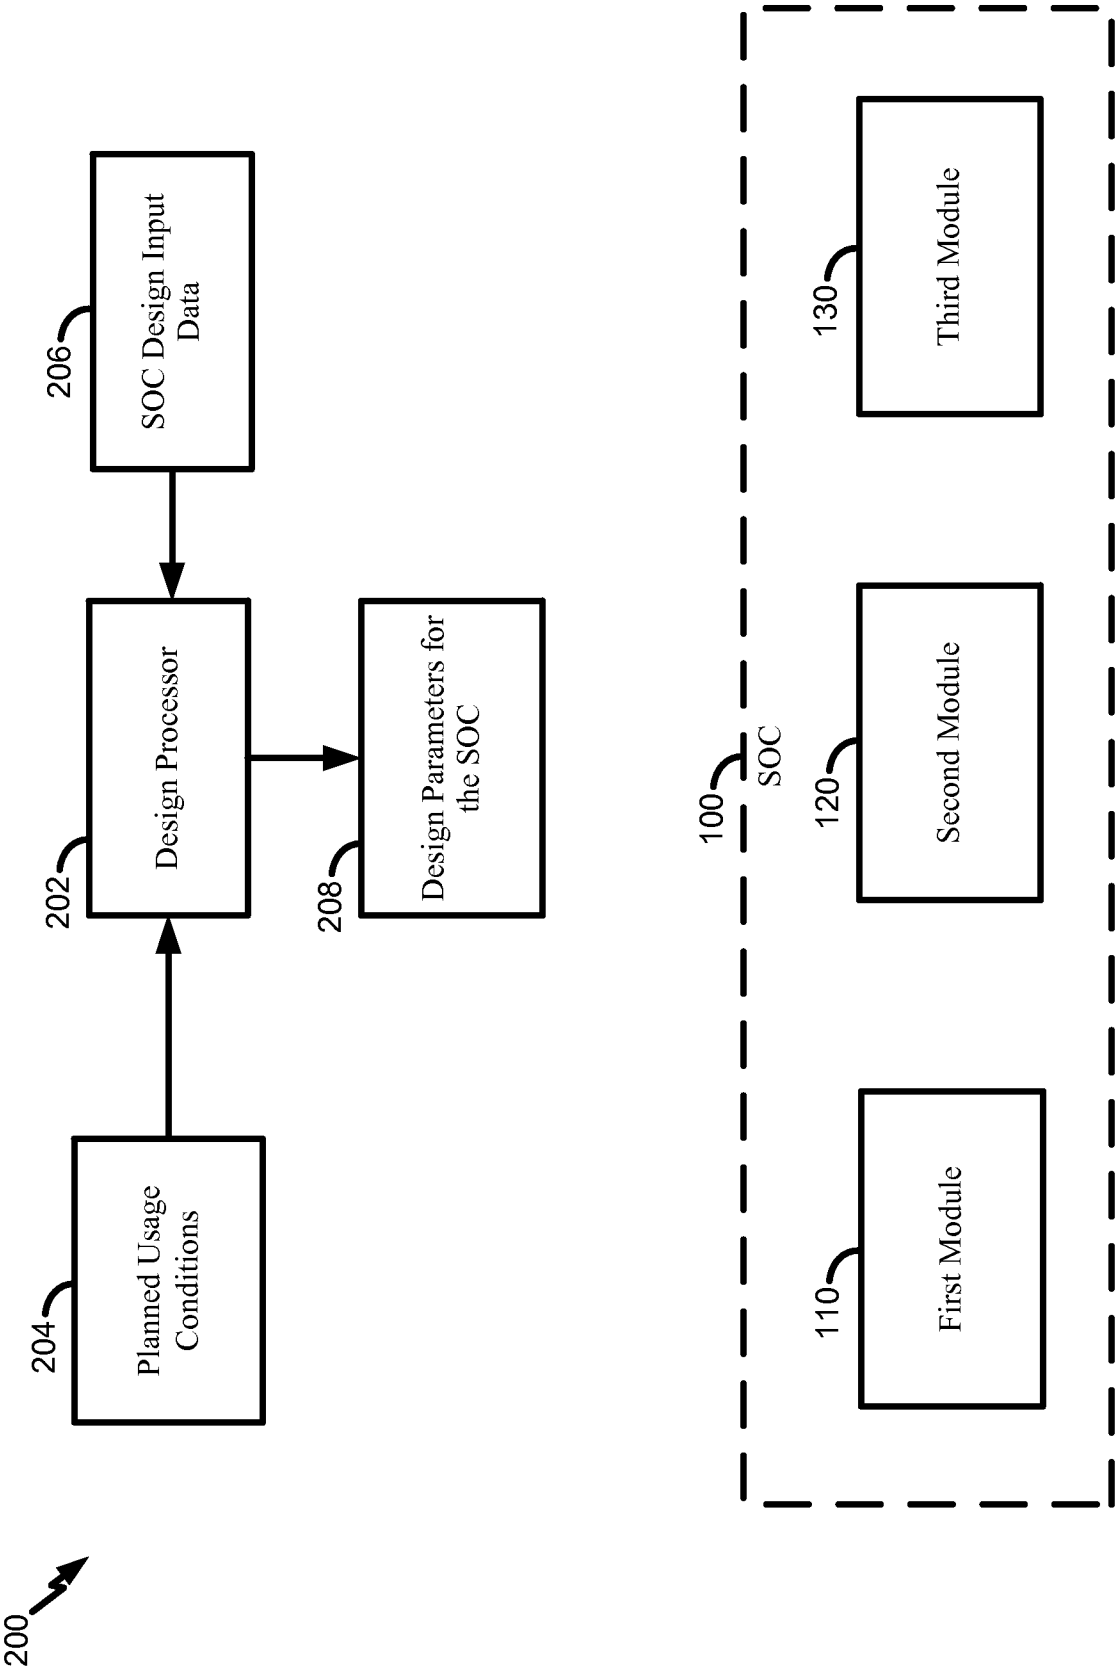 200
204
Planned Usage
Conditions
202
Design Processor
206
SOC Design Input
Data
208
Design Parameters for
the SOC
100
SOC
110
First Module
120
Second Module
130
Third Module